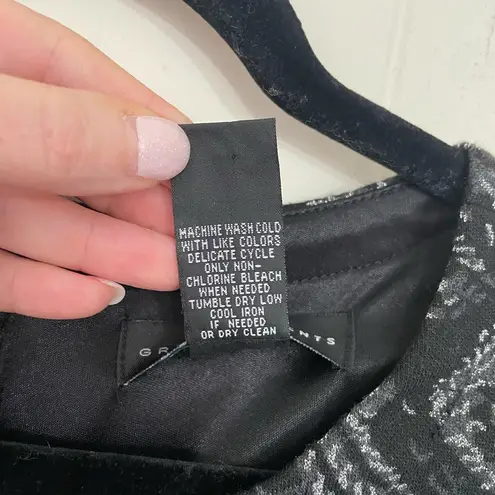 MACHINE WASH COLD
WITH LIKE COLORS
DELICATE CYCLE
ONLY NON-
CHLORINE BLEACH
WHEN NEEDED
TUMBLE DRY LOW
COOL IRON
IF NEEDED
OR DRY CLEAN